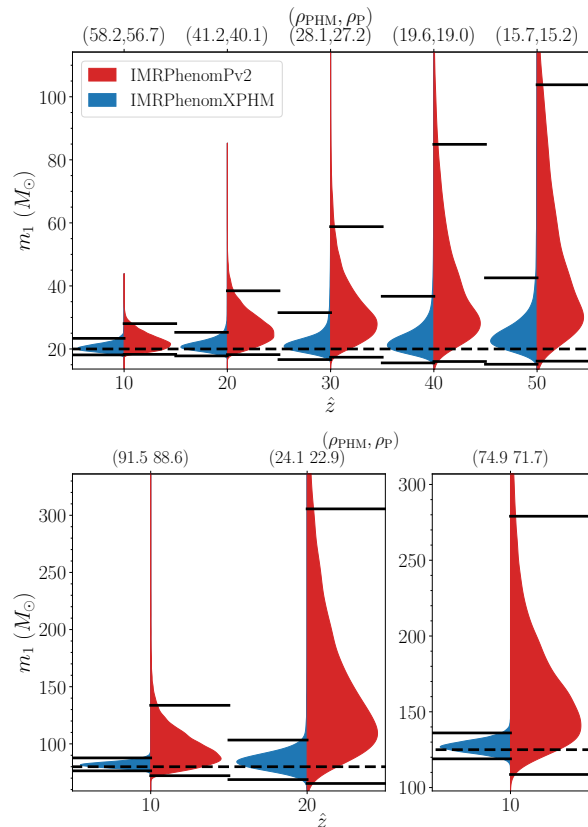 (ρPHM, ρP)
(58.2,56.7) (41.2,40.1) (28.1,27.2) (19.6,19.0) (15.7,15.2)
IMRPhenomPv2
IMRPhenomXPHM
m1 (M⊙)
100
80
60
40
20
10 20 30 40 50
ẑ
(ρPHM, ρP)
(91.5 88.6) (24.1 22.9) (74.9 71.7)
m1 (M⊙)
300
250
200
150
100
300
250
200
150
100
10 20 10
ẑ